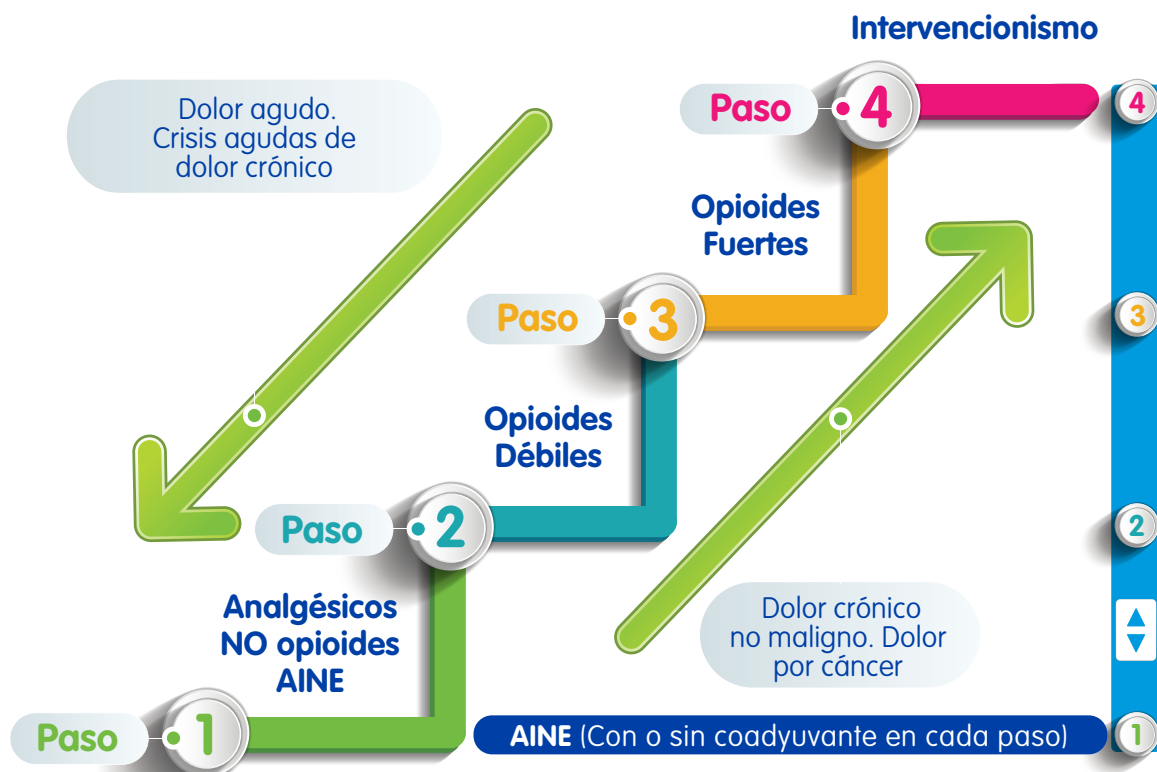 Intervencionismo
Dolor agudo.
Crisis agudas de
dolor crónico
Paso 4
4
Opioides
Fuertes
Paso 3
3
Opioides
Débiles
Paso 2
2
Analgésicos
NO opioides
AINE
Dolor crónico
no maligno. Dolor
por cáncer
Paso 1
AINE (Con o sin coadyuvante en cada paso)
1